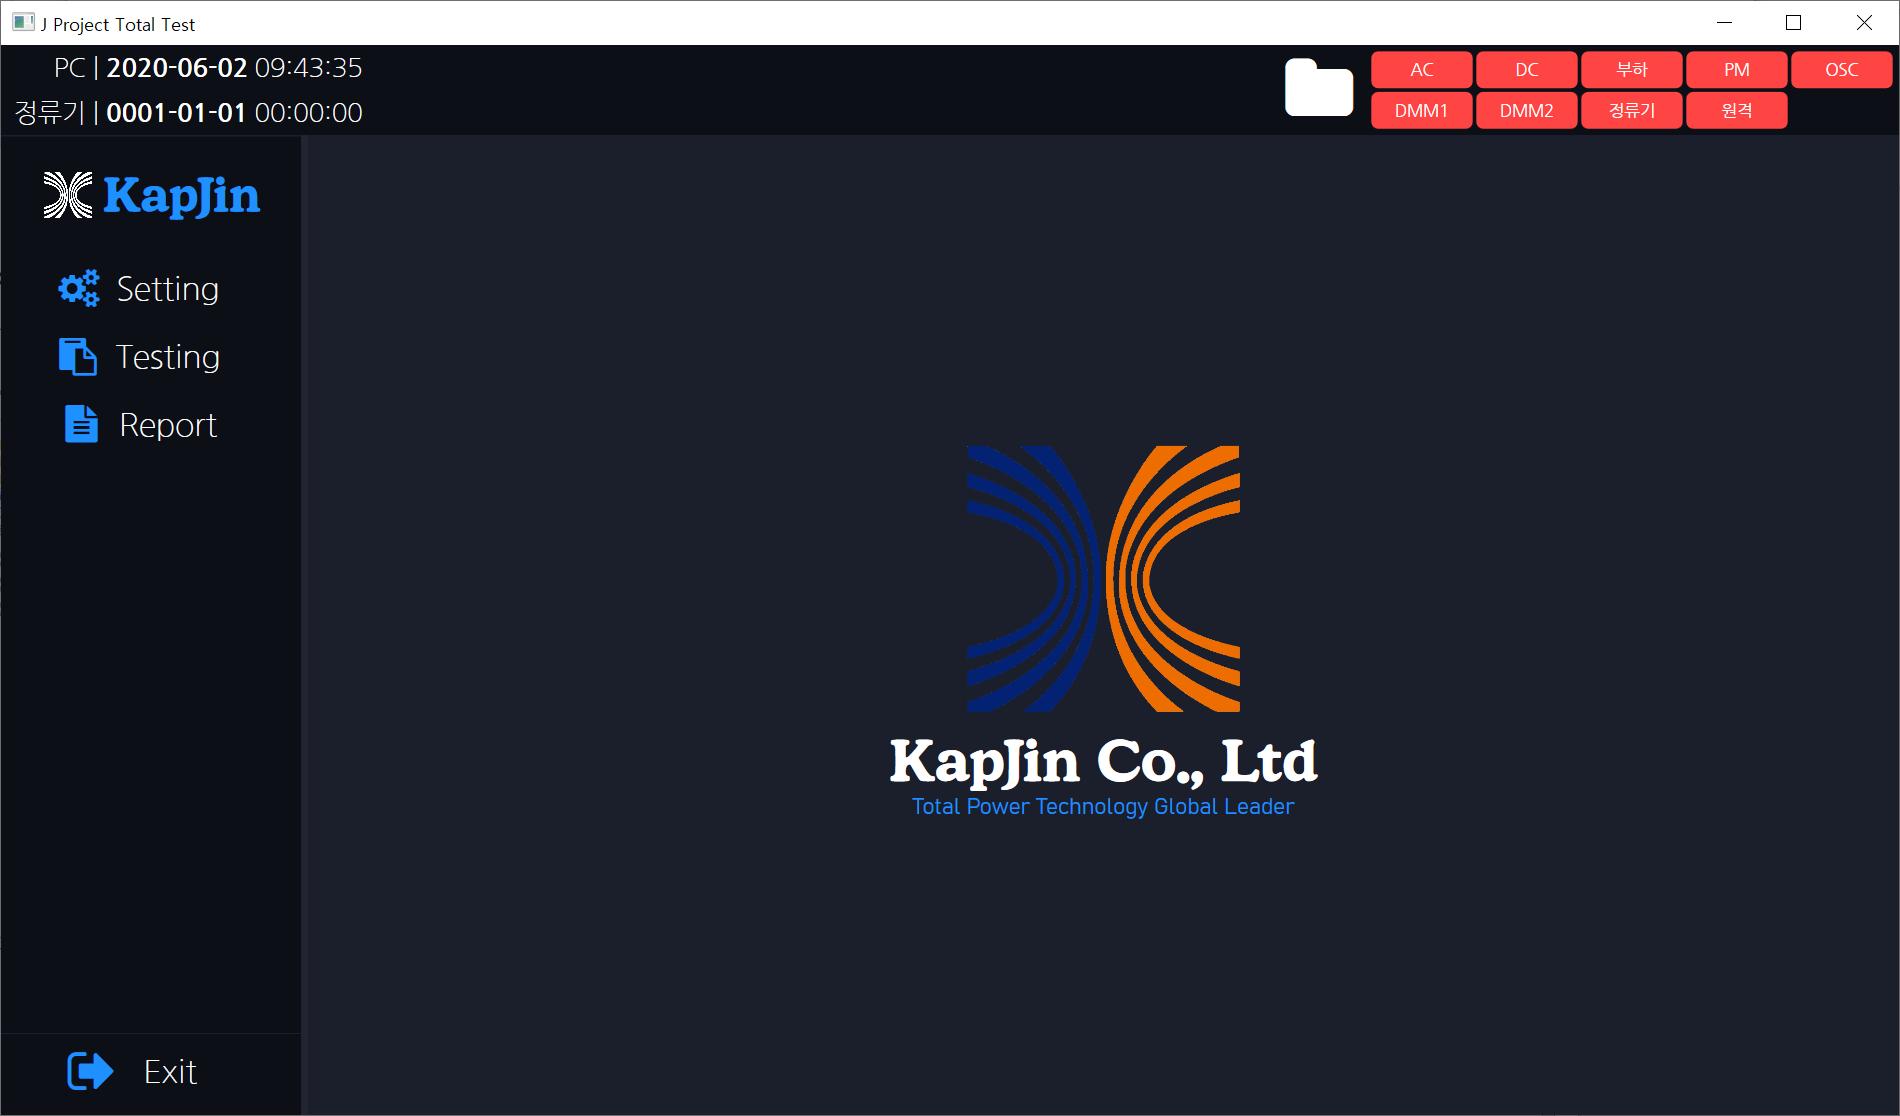 J Project Total Test
PC | 2020-06-02 09:43:35
정류기 | 0001-01-01 00:00:00
AC DC 부하 PM OSC
DMM1 DMM2 정류기 원격
KapJin
Setting
Testing
Report
KapJin Co., Ltd
Total Power Technology Global Leader
Exit